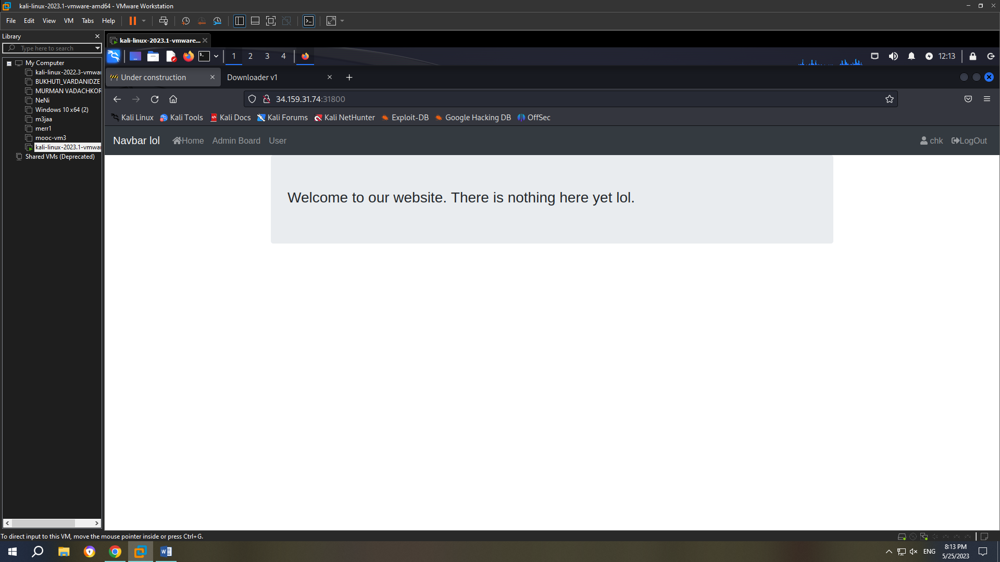 kali-linux-2023.1-vmware-amd64 - VMware Workstation
File Edit View VM Tabs Help
Library
Type here to search
My Computer
kali-linux-2022.3-vmwar
BUKHUTI_VARDANIDZE
MURMAN VADACHKOR
NeNi
Windows 10 x64 (2)
m3jaa
merr1
mooc-vm3
kali-linux-2023.1-vmwar
Shared VMs (Deprecated)
kali-linux-2023.1-vmware...
1 2 3 4
12:13
Under construction
Downloader v1
34.159.31.74:31800
Kali Linux Kali Tools Kali Docs Kali Forums Kali NetHunter Exploit-DB Google Hacking DB OffSec
Navbar lol Home Admin Board User chk LogOut
Welcome to our website. There is nothing here yet lol.
To direct input to this VM, move the mouse pointer inside or press Ctrl+G.
ENG
8:13 PM
5/25/2023